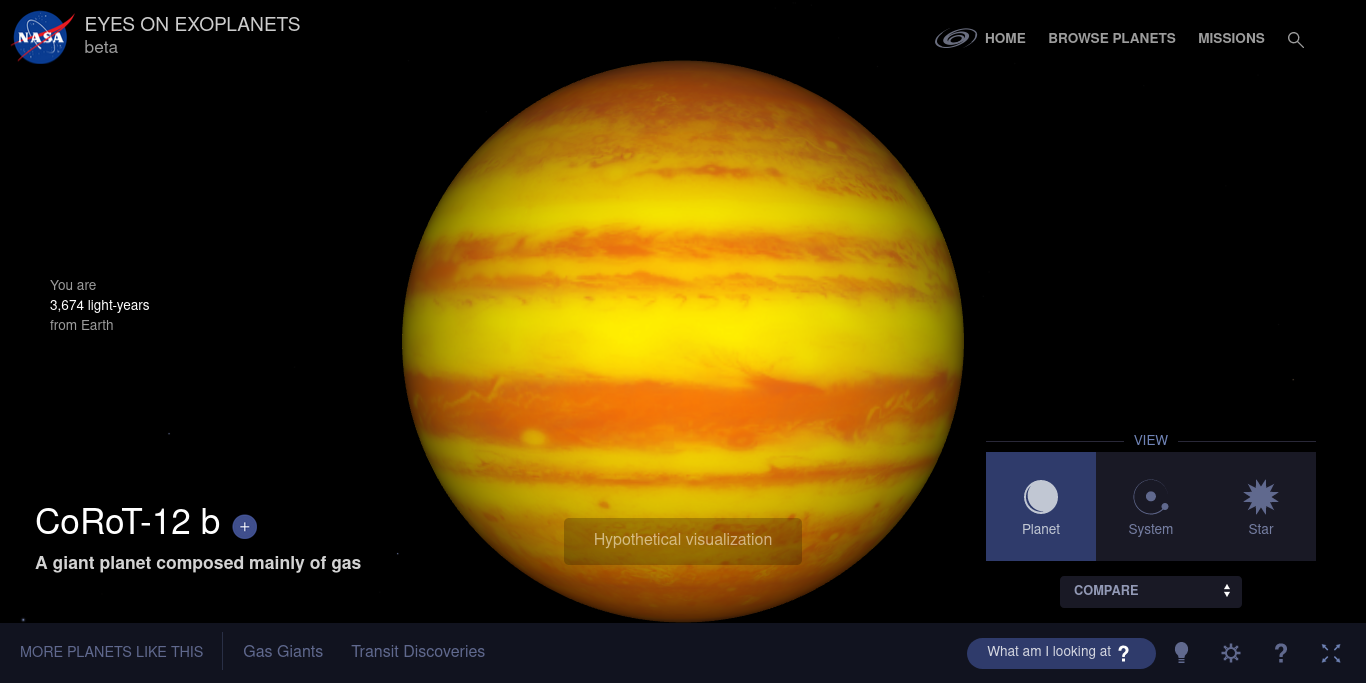 NASA
EYES ON EXOPLANETS
beta
HOME
BROWSE PLANETS
MISSIONS
You are
3,674 light-years
from Earth
CoRoT-12 b +
A giant planet composed mainly of gas
Hypothetical visualization
VIEW
Planet
System
Star
COMPARE
MORE PLANETS LIKE THIS
Gas Giants
Transit Discoveries
What am I looking at ?
?